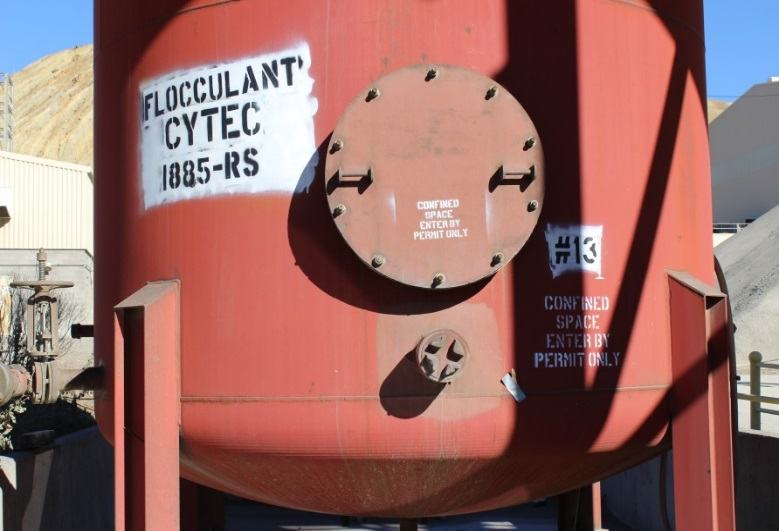 FLOCCULANT
CYTEC
1885-RS
CONFINED
SPACE
ENTER BY
PERMIT ONLY
#13
CONFINED
SPACE
ENTER BY
PERMIT ONLY